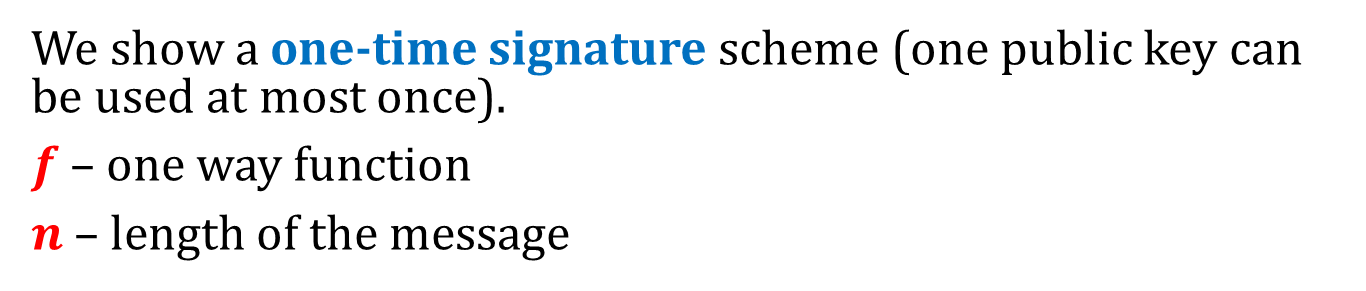 We show a one-time signature scheme (one public key can
be used at most once).
f – one way function
n – length of the message